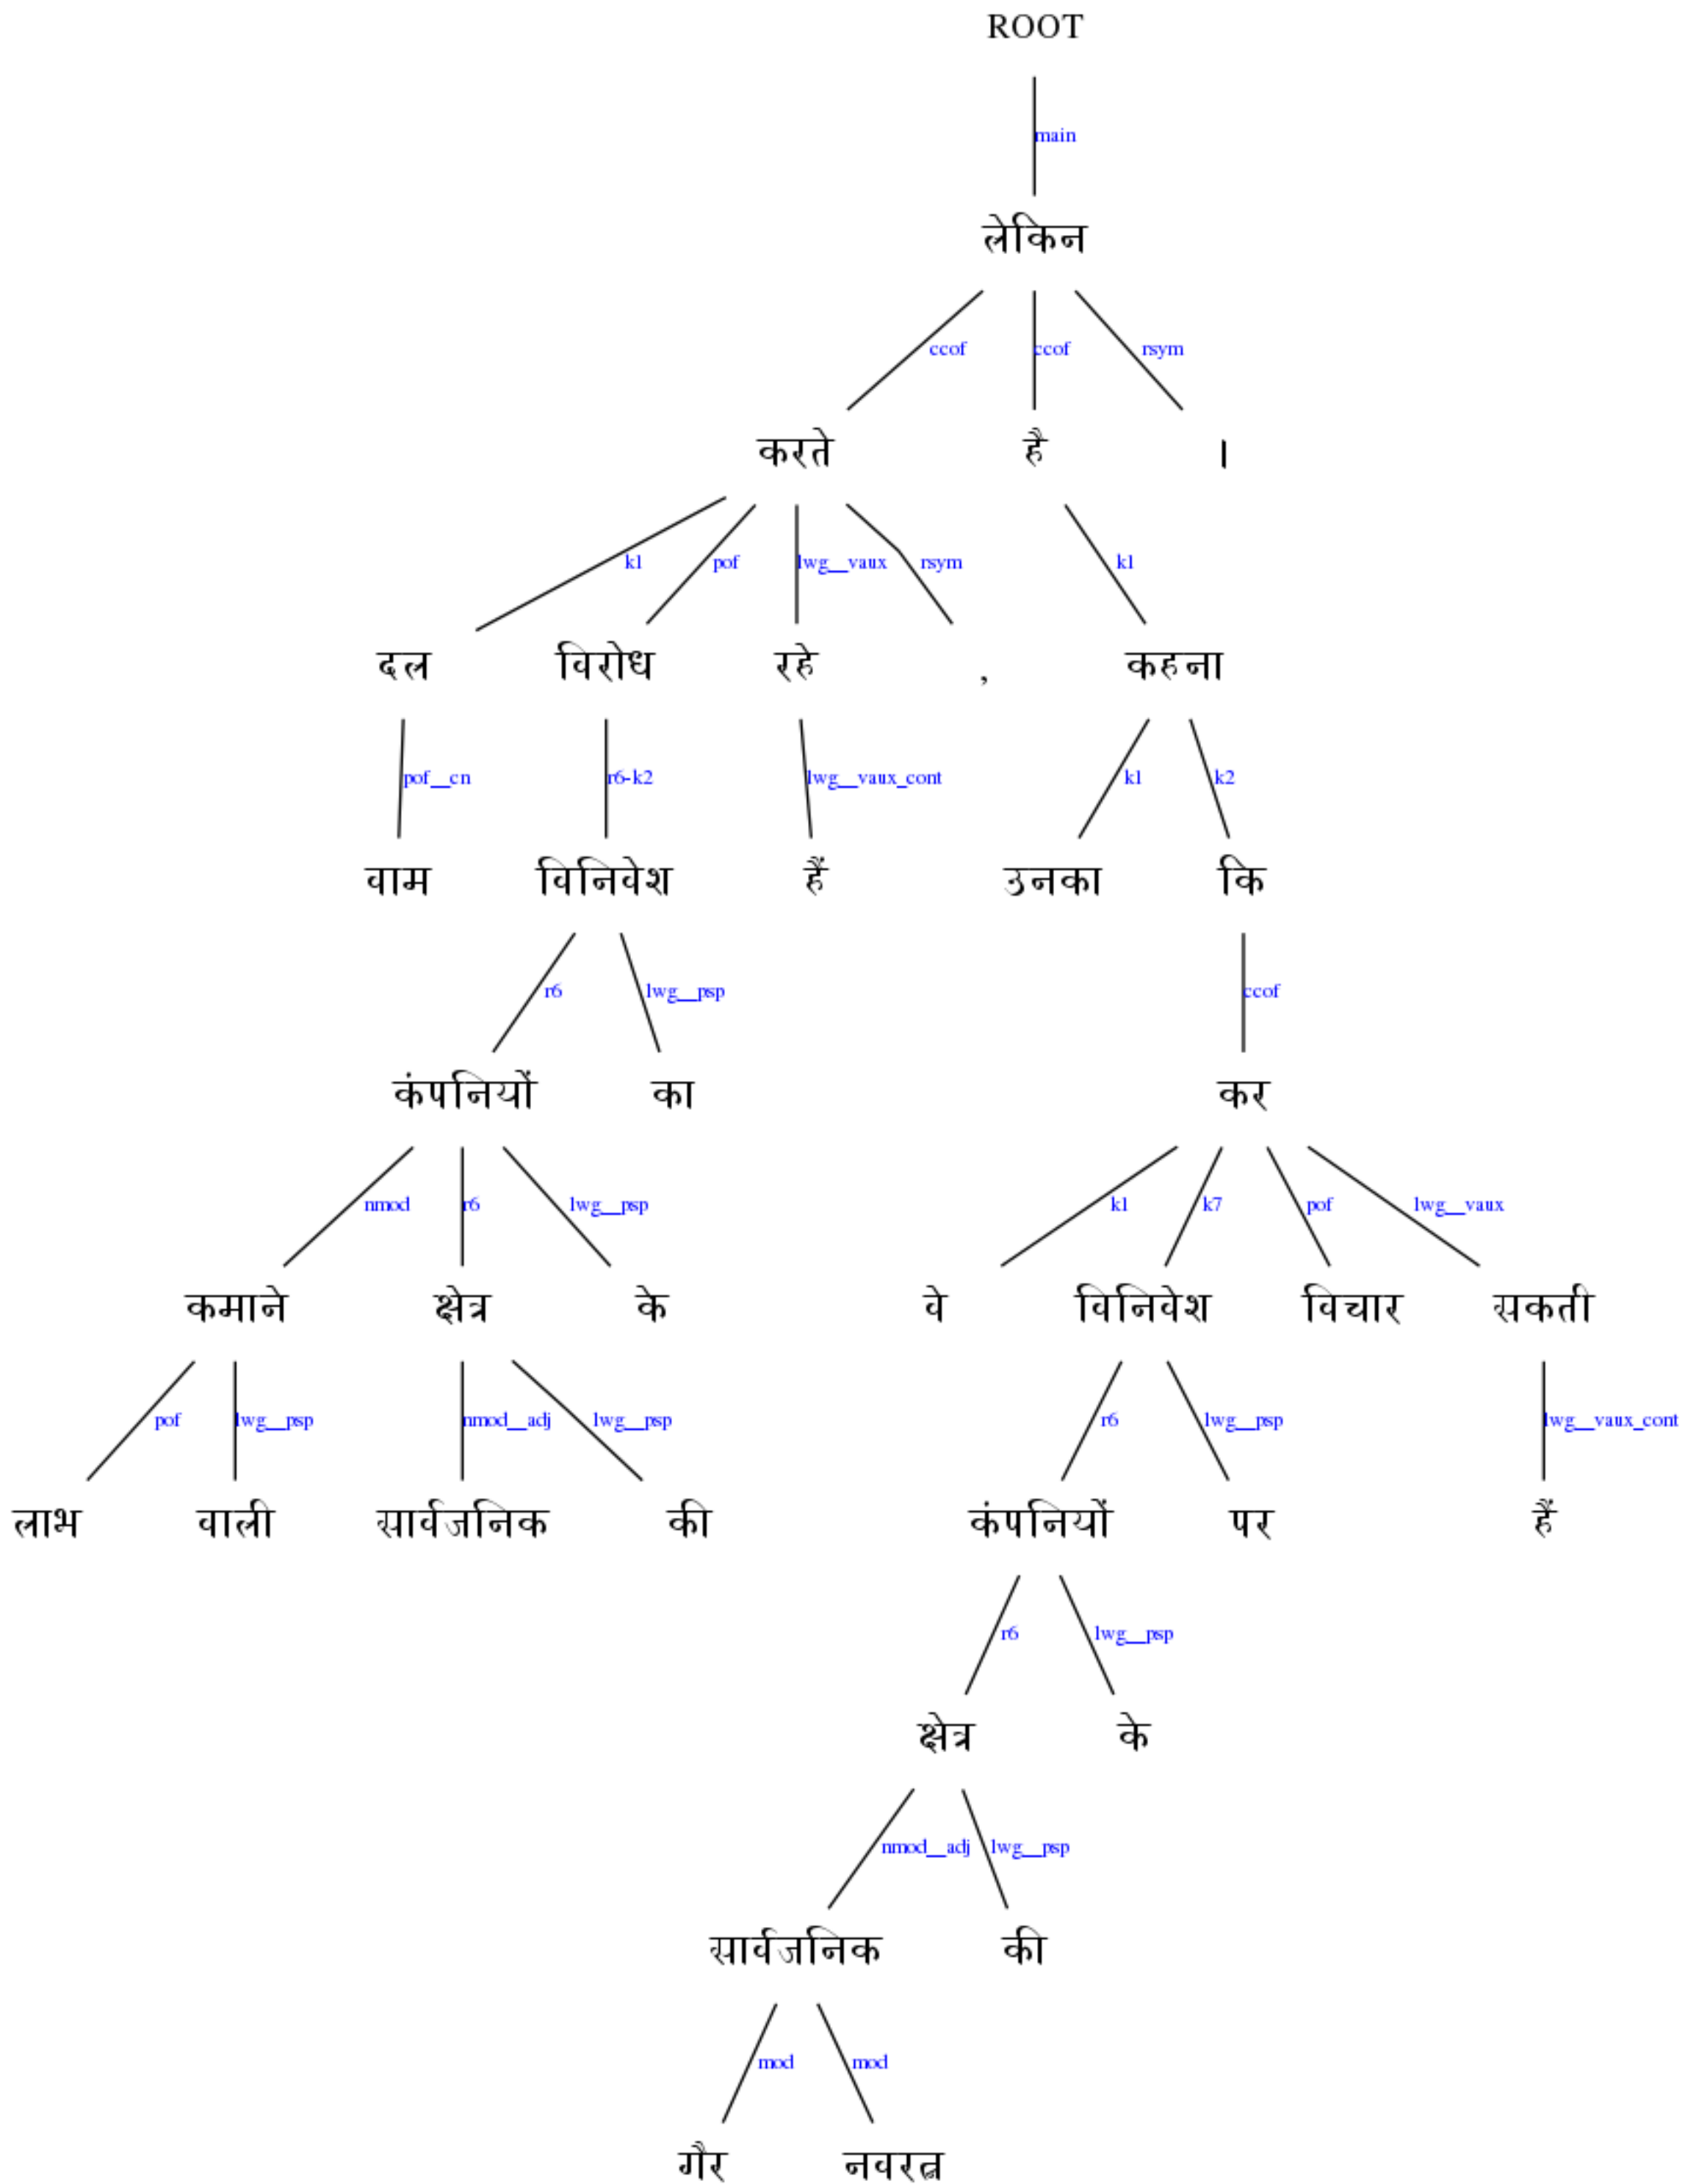 ROOT
main
लेकिन
ccof ccof rsym
करते है ।
k1 pof lwg__vaux rsym k1
दल विरोध रहे , कहना
pof__cn r6-k2 lwg__vaux_cont k1 k2
वाम विनिवेश हैं उनका कि
r6 lwg__psp ccof
कंपनियों का कर
nmod r6 lwg__psp k1 k7 pof lwg__vaux
कमाने क्षेत्र के वे विनिवेश विचार सकती
pof lwg__psp nmod__adj lwg__psp r6 lwg__psp lwg__vaux_cont
लाभ वाली सार्वजनिक की कंपनियों पर हैं
r6 lwg__psp
क्षेत्र के
nmod__adj lwg__psp
सार्वजनिक की
mod mod
गैर नवरत्न